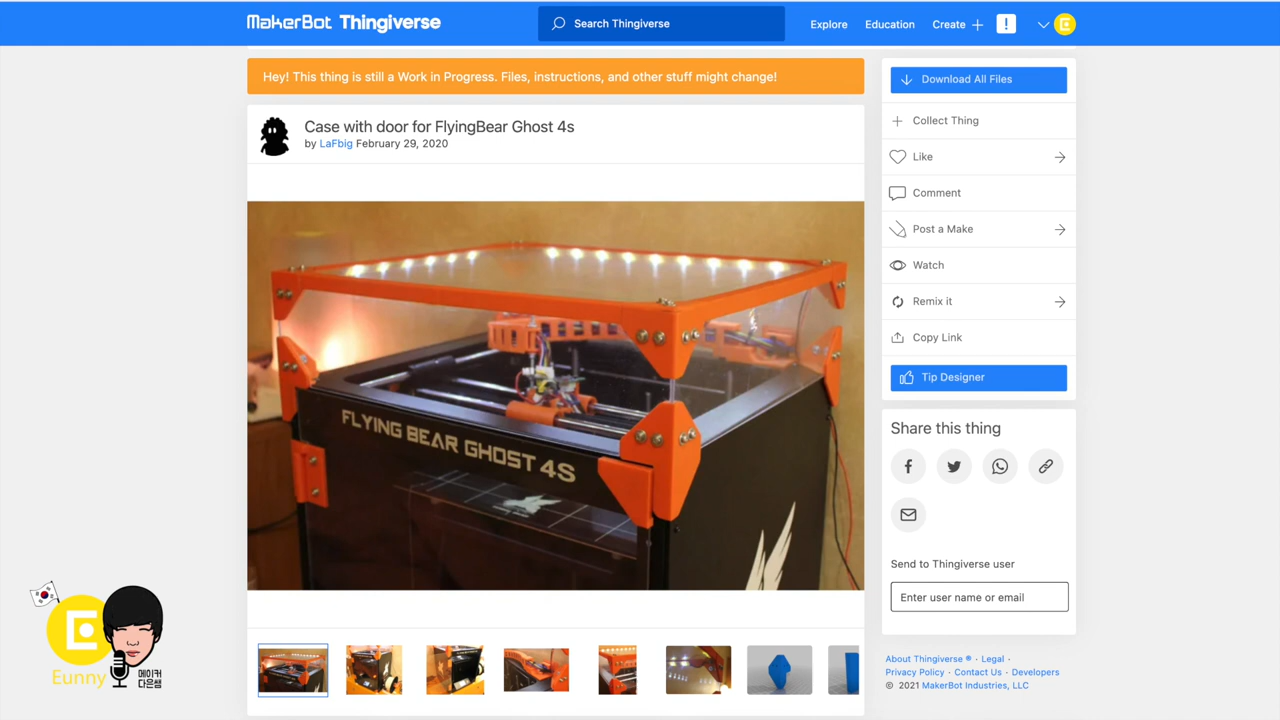 MakerBot Thingiverse
Search Thingiverse
Explore
Education
Create
Hey! This thing is still a Work in Progress. Files, instructions, and other stuff might change!
Case with door for FlyingBear Ghost 4s
by LaFbig February 29, 2020
FLYING BEAR GHOST 4S
Download All Files
Collect Thing
Like
Comment
Post a Make
Watch
Remix it
Copy Link
Tip Designer
Share this thing
Send to Thingiverse user
Enter user name or email
About Thingiverse ® · Legal ·
Privacy Policy · Contact Us · Developers
© 2021 MakerBot Industries, LLC
Eunny
메이커
다은쌤